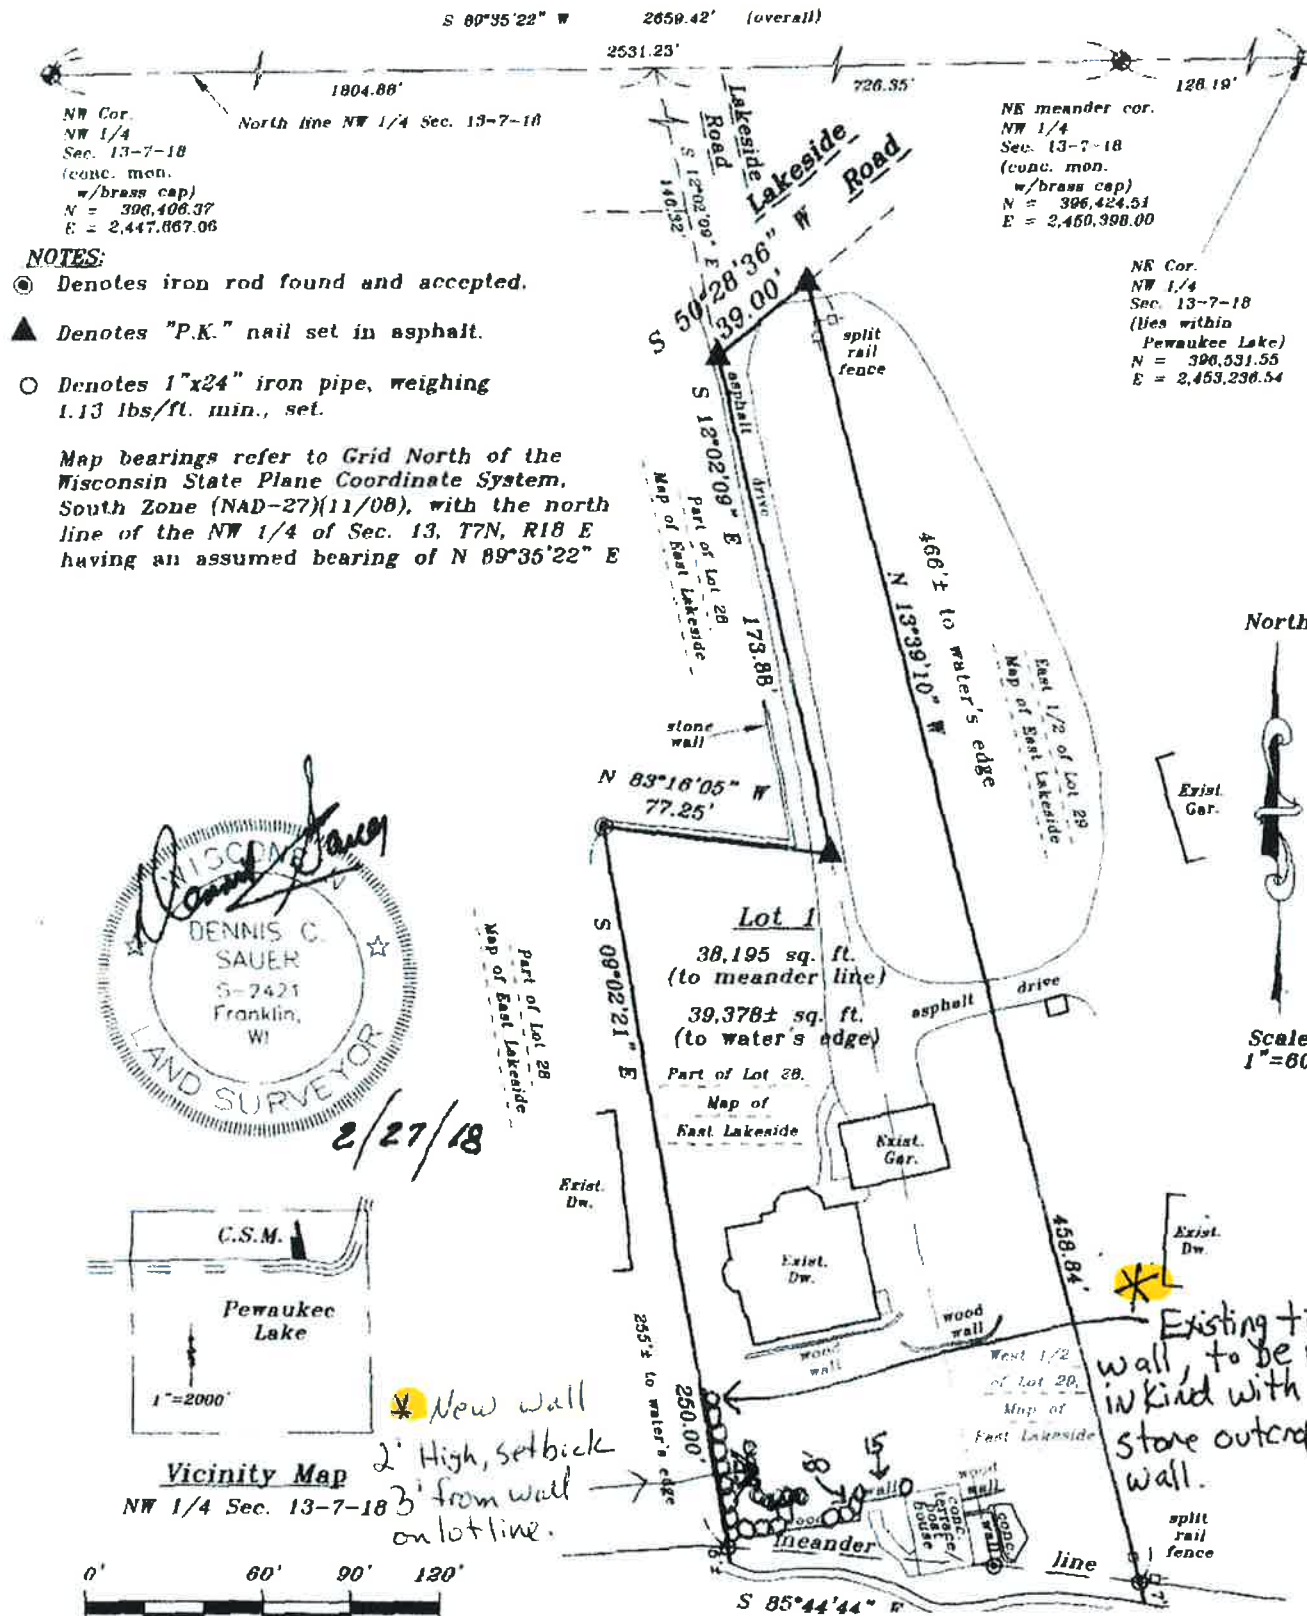 S 89°35'22" W 2659.42' (overall)
2531.23'
1804.88' 726.35' 128.19'
North line NW 1/4 Sec. 13-7-18
NW Cor.
NW 1/4
Sec. 13-7-18
(conc. mon.
w/brass cap)
N = 396,406.37
E = 2,447,867.06
Lakeside
Road
S 12°02'09" E
146.32'
Lakeside
Road
NE meander cor.
NW 1/4
Sec. 13-7-18
(conc. mon.
w/brass cap)
N = 396,424.51
E = 2,450,398.00
NE Cor.
NW 1/4
Sec. 13-7-18
(lies within
Pewaukee Lake)
N = 396,531.55
E = 2,453,236.54
NOTES:
Denotes iron rod found and accepted.
Denotes "P.K." nail set in asphalt.
Denotes 1"x24" iron pipe, weighing
1.13 lbs/ft. min., set.
Map bearings refer to Grid North of the
Wisconsin State Plane Coordinate System,
South Zone (NAD-27)(11/08), with the north
line of the NW 1/4 of Sec. 13, T7N, R18 E
having an assumed bearing of N 89°35'22" E
S 50°28'36" W
39.00'
split
rail
fence
asphalt drive
S 12°02'09" E
173.88'
Part of Lot 28
Map of East Lakeside
466'± to water's edge
N 13°39'10" W
East 1/2 of Lot 29
Map of East Lakeside
North
Exist.
Gar.
Scale
1"=60
stone
wall
N 83°16'05" W
77.25'
WISCONSIN
DENNIS C.
SAUER
S-2421
Franklin,
WI
LAND SURVEYOR
2/27/18
Lot 1
38,195 sq. ft.
(to meander line)
39,378± sq. ft.
(to water's edge)
Part of Lot 28,
Map of
East Lakeside
S 09°02'21" E
Part of Lot 28
Map of East Lakeside
asphalt drive
Exist.
Gar.
Exist.
Dw.
Exist.
Dw.
Exist.
Dw.
458.84'
wood
wall
wood
wall
C.S.M.
Pewaukee
Lake
1"=2000'
Vicinity Map
NW 1/4 Sec. 13-7-18
255'± to water's edge
250.00'
West 1/2
of Lot 29,
Map of
East Lakeside
* Existing
wall, to be
in kind with
stone
wall.
* New wall
2' High, setback
3' from wall
on lot line.
18 15
wall
wood
wall
conc.
terrace/
boat
house
wall
conc.
meander line
split
rail
fence
7'
S 85°44'44" E
0' 60' 90' 120'